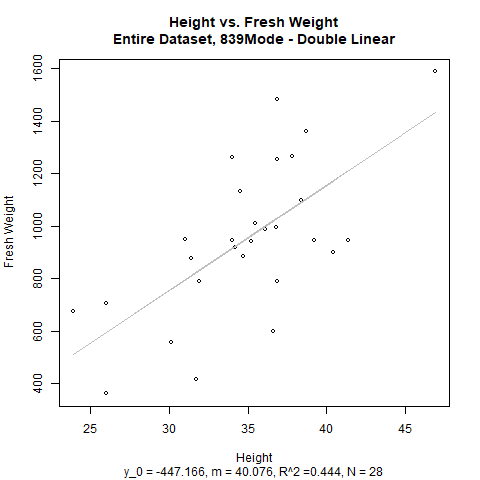 Height vs. Fresh Weight
Entire Dataset, 839Mode - Double Linear
1600
1400
1200
1000
800
600
400
Fresh Weight
25 30 35 40 45
Height
y_0 = -447.166, m = 40.076, R^2 =0.444, N = 28